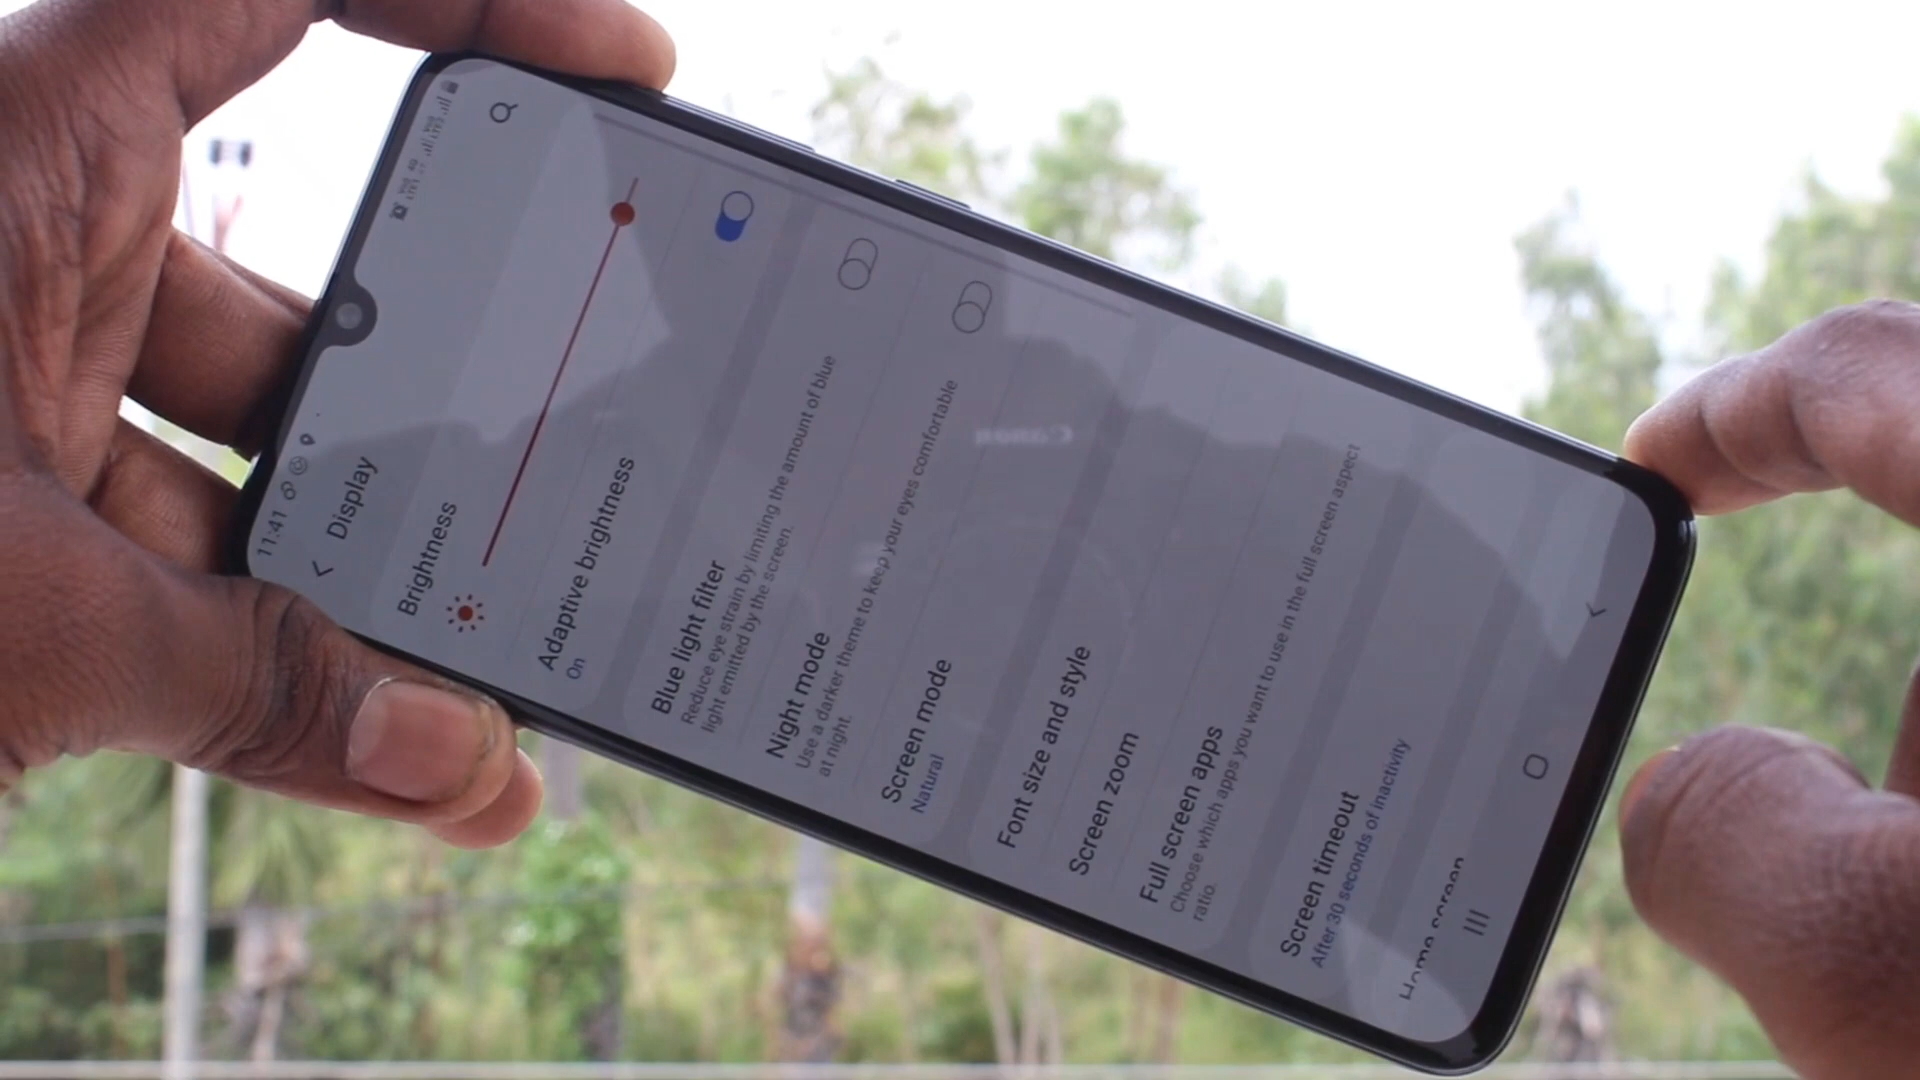 11:41
Display
Brightness
Adaptive brightness
On
Blue light filter
Reduce eye strain by limiting the amount of blue
light emitted by the screen.
Night mode
Use a darker theme to keep your eyes comfortable
at night.
Screen mode
Natural
Font size and style
Screen zoom
Full screen apps
Choose which apps you want to use in the full screen aspect
ratio.
Screen timeout
After 30 seconds of inactivity
Home screen
Canon